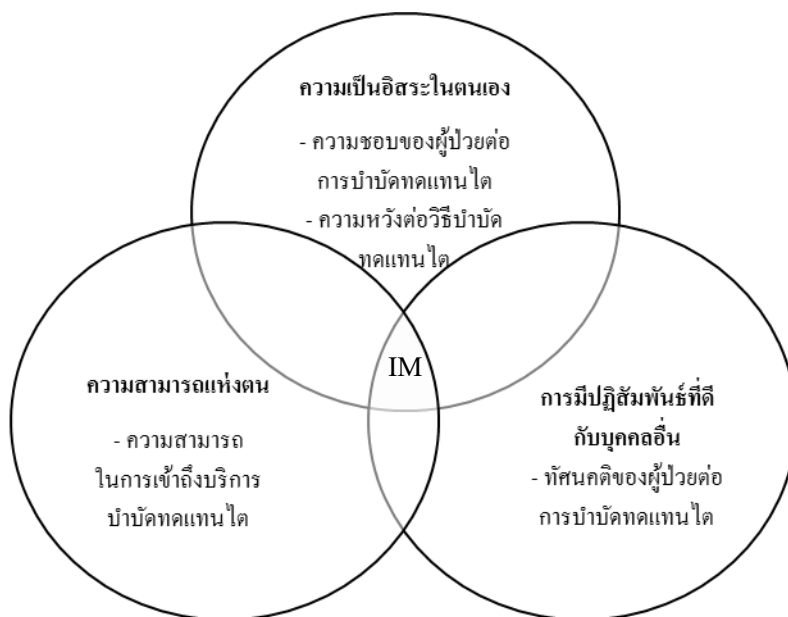 ความเป็นอิสระในตนเอง
- ความชอบของผู้ป่วยต่อ
การบำบัดทดแทนไต
- ความหวังต่อวิธีบำบัด
ทดแทนไต
IM
ความสามารถแห่งตน
- ความสามารถ
ในการเข้าถึงบริการ
บำบัดทดแทนไต
การมีปฏิสัมพันธ์ที่ดี
กับบุคคลอื่น
- ทัศนคติของผู้ป่วยต่อ
การบำบัดทดแทนไต